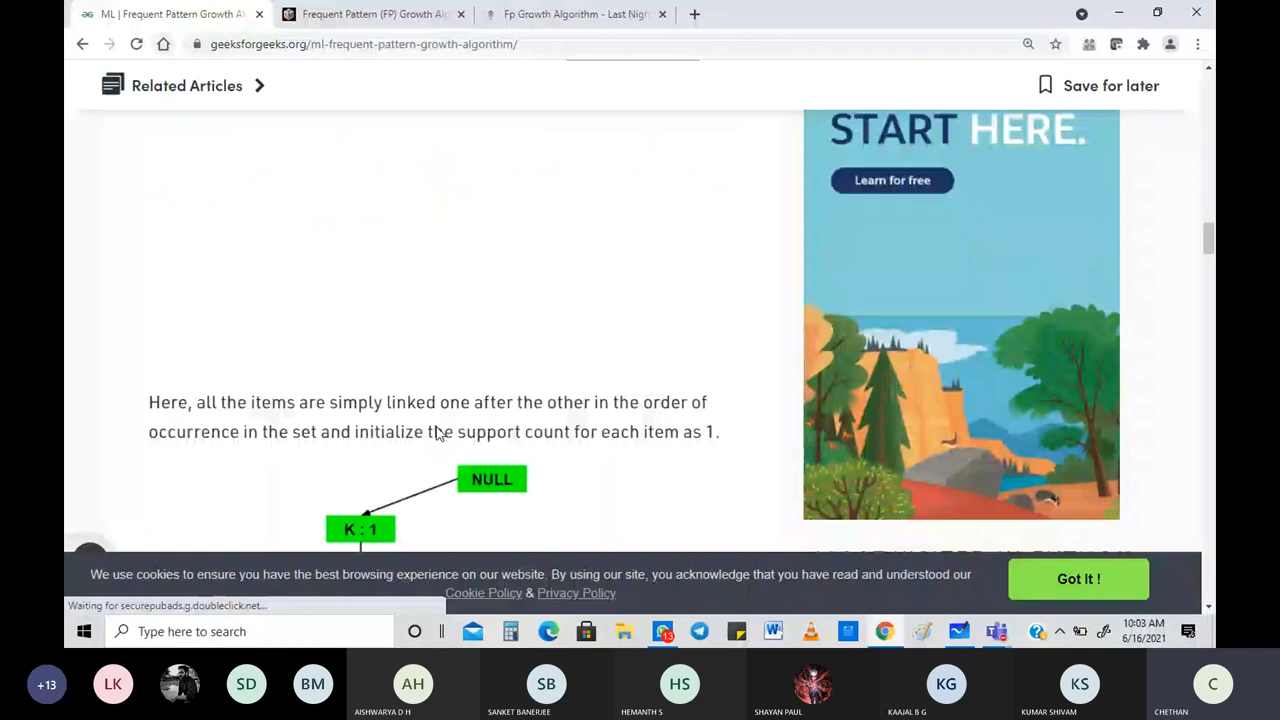 ML | Frequent Pattern Growth Al
Frequent Pattern (FP) Growth Alg
Fp Growth Algorithm - Last Nigh
geeksforgeeks.org/ml-frequent-pattern-growth-algorithm/
Related Articles
Save for later
START HERE.
Learn for free
Here, all the items are simply linked one after the other in the order of
occurrence in the set and initialize the support count for each item as 1.
NULL
K : 1
We use cookies to ensure you have the best browsing experience on our website. By using our site, you acknowledge that you have read and understood our
Cookie Policy & Privacy Policy
Got It !
Waiting for securepubads.g.doubleclick.net...
Type here to search
13
10:03 AM
6/16/2021
+13
LK
SD
BM
AH
SB
HS
KG
KS
C
AISHWARYA D H
SANKET BANERJEE
HEMANTH S
SHAYAN PAUL
KAAJAL B G
KUMAR SHIVAM
CHETHAN